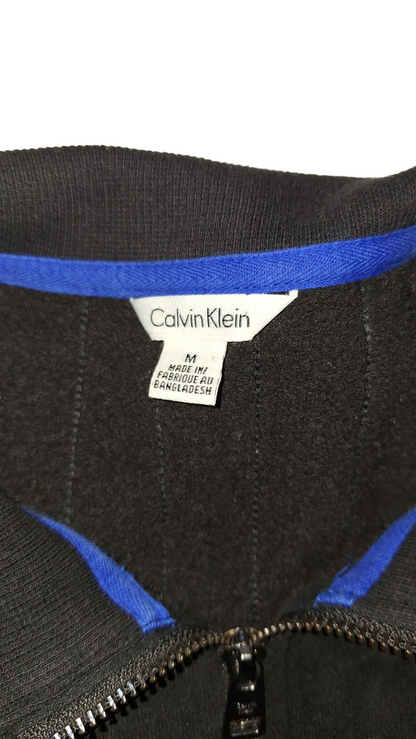 Calvin Klein
M
MADE IN/
FABRIQUE AU
BANGLADESH